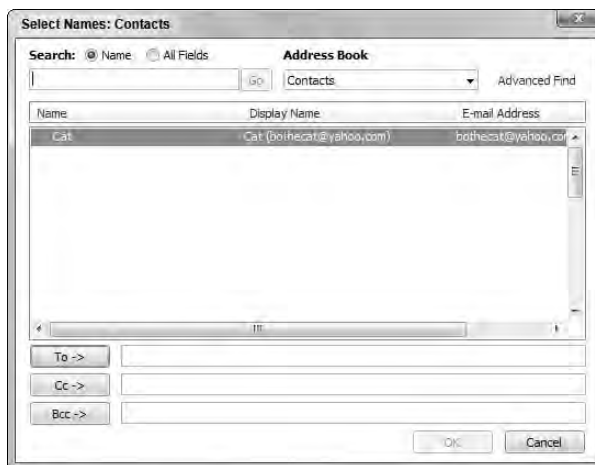 Select Names: Contacts
Search: Name All Fields Address Book
Go Contacts Advanced Find
Name Display Name E-mail Address
Cat Cat (bothecat@yahoo.com) bothecat@yahoo.cor
To ->
Cc ->
Bcc ->
OK Cancel